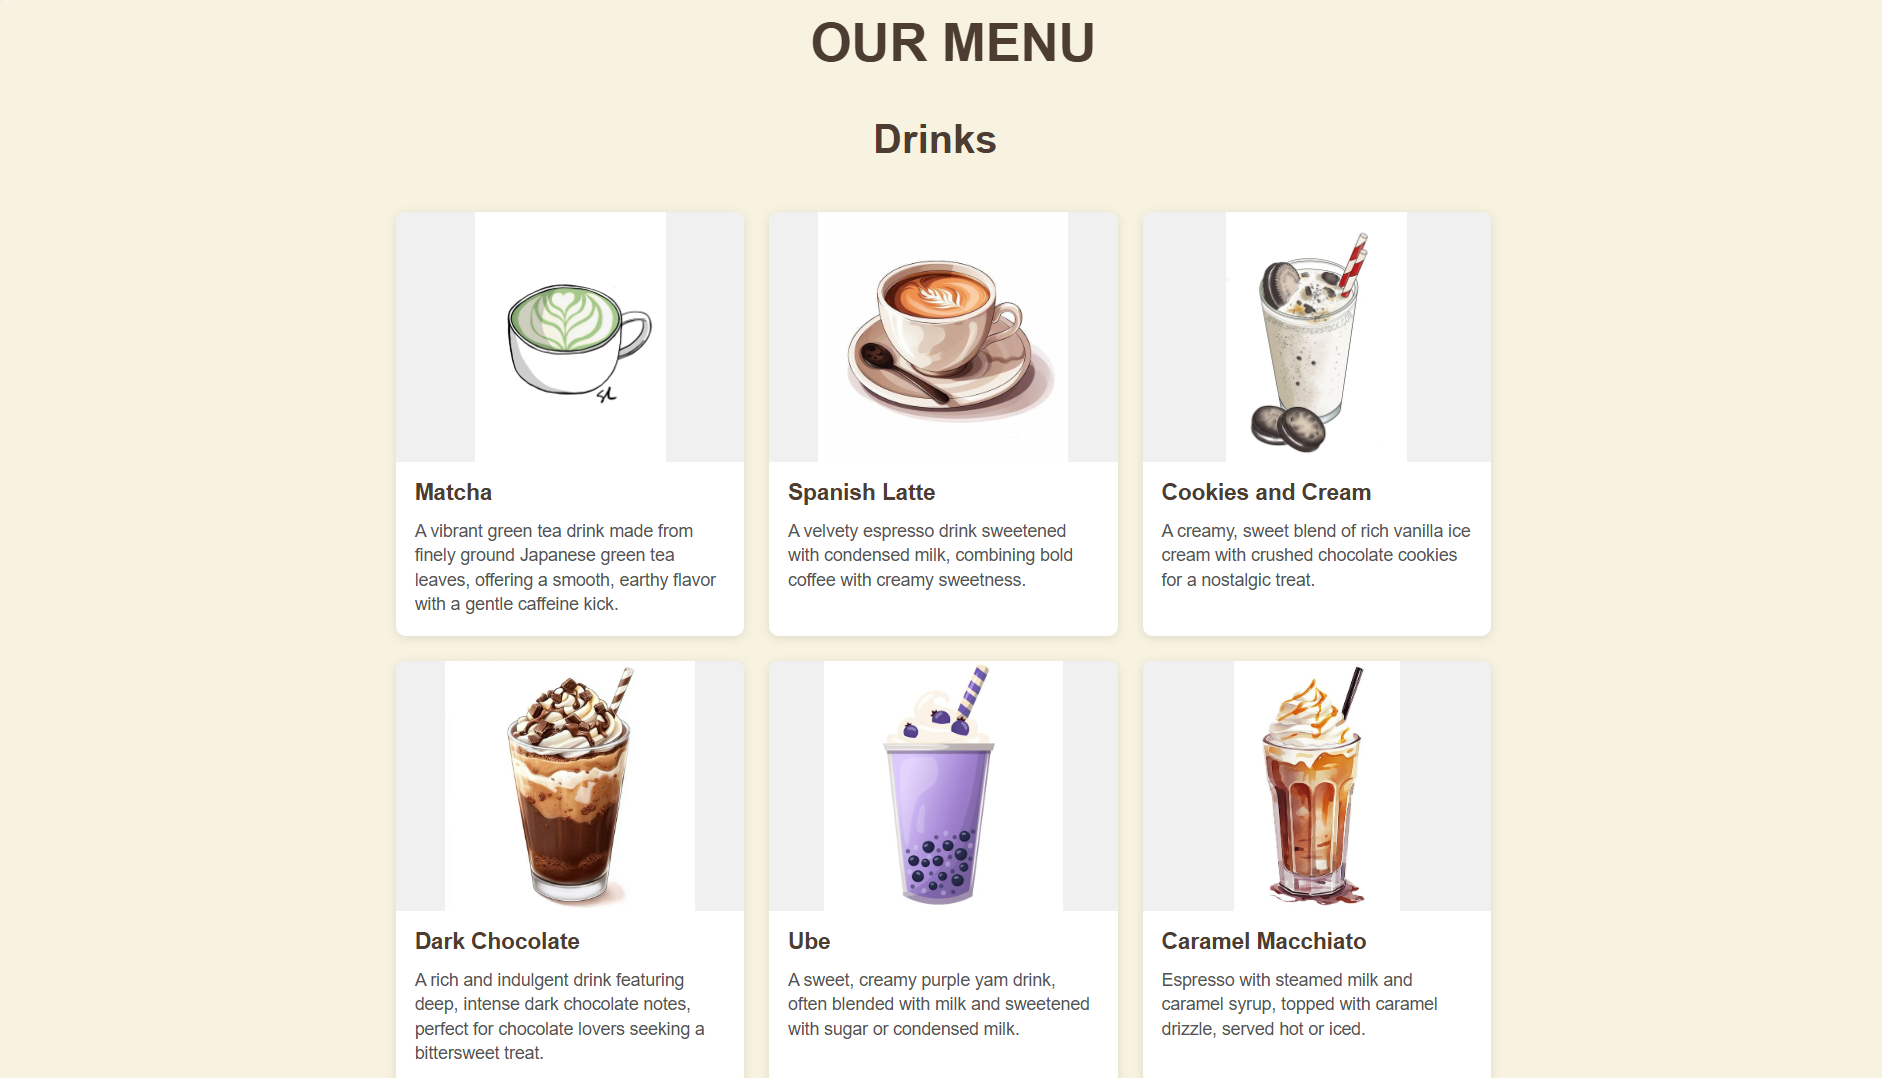 OUR MENU
Drinks
Matcha
A vibrant green tea drink made from
finely ground Japanese green tea
leaves, offering a smooth, earthy flavor
with a gentle caffeine kick.
Spanish Latte
A velvety espresso drink sweetened
with condensed milk, combining bold
coffee with creamy sweetness.
Cookies and Cream
A creamy, sweet blend of rich vanilla ice
cream with crushed chocolate cookies
for a nostalgic treat.
Dark Chocolate
A rich and indulgent drink featuring
deep, intense dark chocolate notes,
perfect for chocolate lovers seeking a
bittersweet treat.
Ube
A sweet, creamy purple yam drink,
often blended with milk and sweetened
with sugar or condensed milk.
Caramel Macchiato
Espresso with steamed milk and
caramel syrup, topped with caramel
drizzle, served hot or iced.